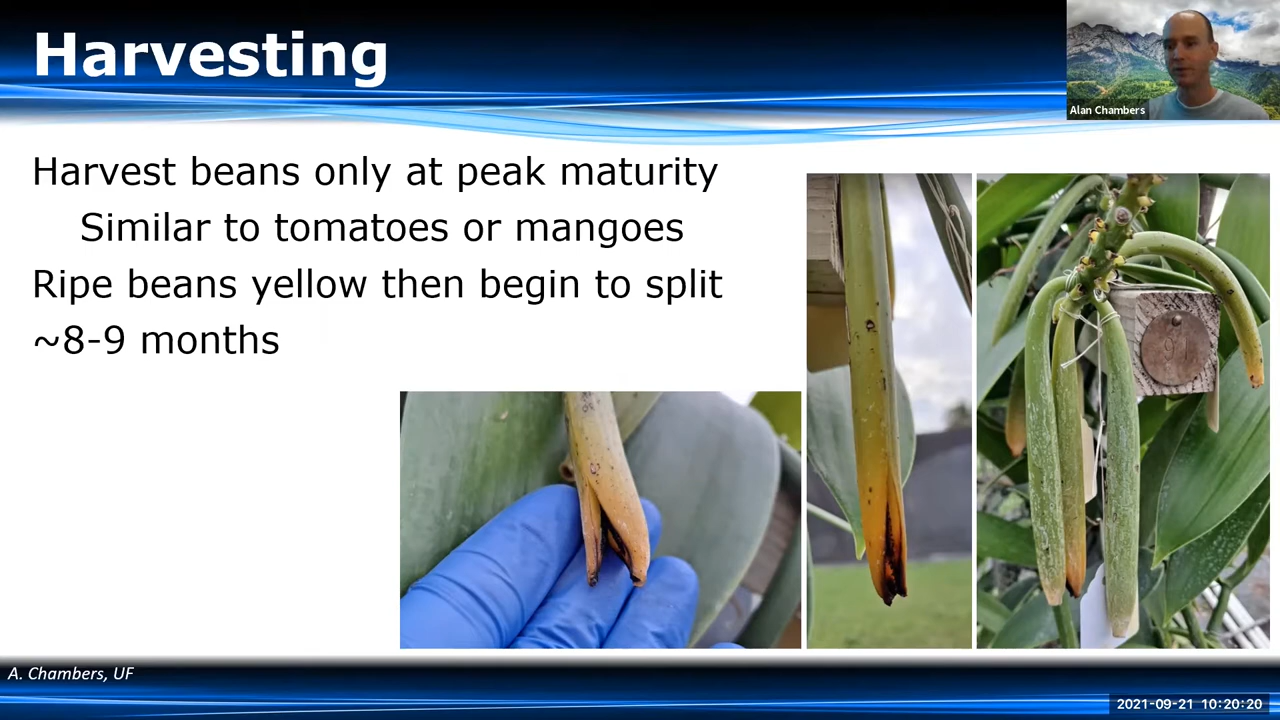 Harvesting
Alan Chambers
Harvest beans only at peak maturity
Similar to tomatoes or mangoes
Ripe beans yellow then begin to split
~8-9 months
A. Chambers, UF
2021-09-21 10:20:20